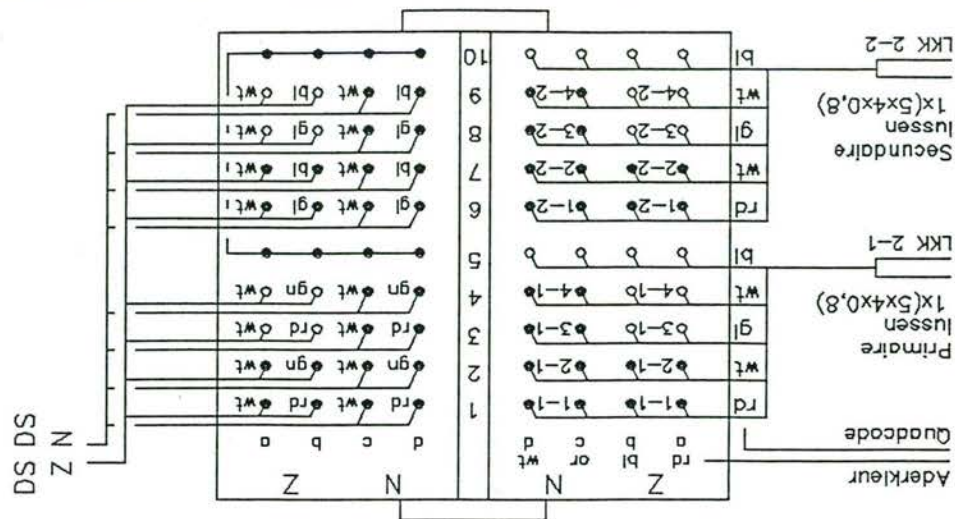 Z N N Z
Aderkleur rd bl or wt
Quadcode a b c d d c b a
DS DS
Z N
rd 1-1 1-1 1 rd wt rd wt
wt 2-1 2-1 2 gn wt gn wt
gl 3-1 3-1 3 rd wt rd wt
wt 4-1 4-1 4 gn wt gn wt
bl 5
Primaire
lussen
1x(5x4x0,8)
LKK 2-1
rd 1-2 1-2 6 gl wt gl wt
wt 2-2 2-2 7 bl wt bl wt
gl 3-2 3-2 8 gl wt gl wt
wt 4-2 4-2 9 bl wt bl wt
bl 10
Secundaire
lussen
1x(5x4x0,8)
LKK 2-2